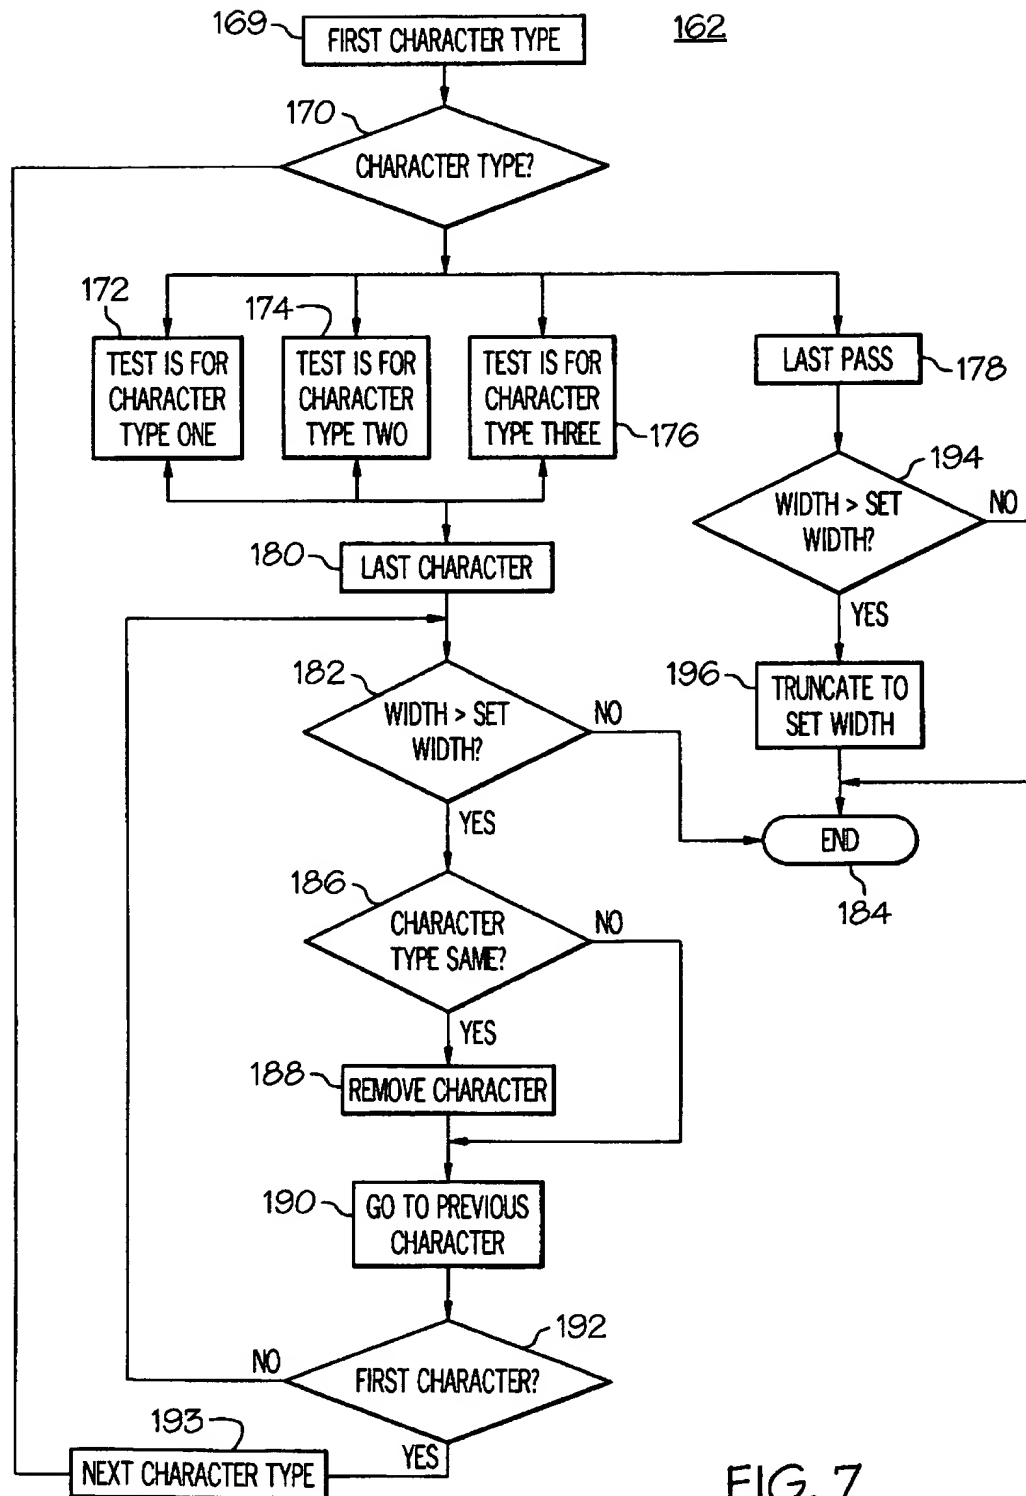 169
FIRST CHARACTER TYPE
162
170
CHARACTER TYPE?
172
TEST IS FOR
CHARACTER
TYPE ONE
174
TEST IS FOR
CHARACTER
TYPE TWO
TEST IS FOR
CHARACTER
TYPE THREE
176
LAST PASS
178
194
WIDTH > SET
WIDTH?
NO
YES
180
LAST CHARACTER
182
WIDTH > SET
WIDTH?
NO
YES
196
TRUNCATE TO
SET WIDTH
END
184
186
CHARACTER
TYPE SAME?
NO
YES
188
REMOVE CHARACTER
190
GO TO PREVIOUS
CHARACTER
192
FIRST CHARACTER?
NO
YES
193
NEXT CHARACTER TYPE
FIG. 7